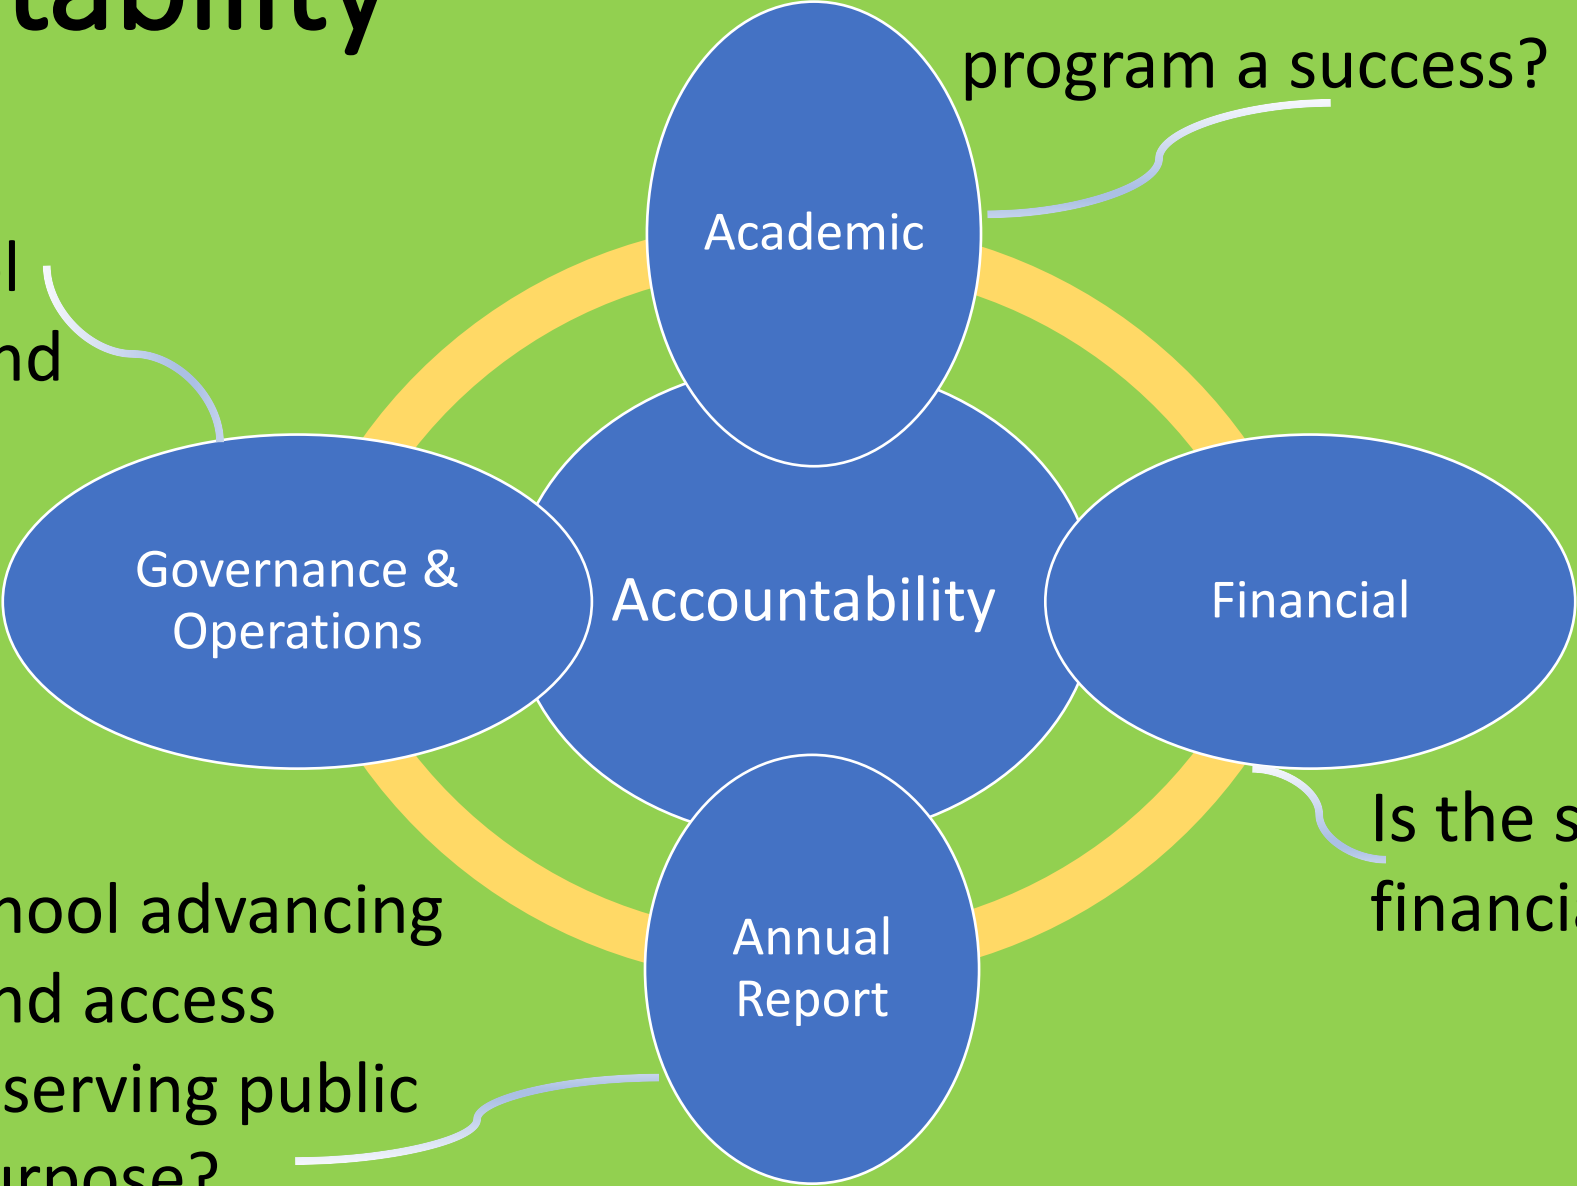 tability
program a success?
Academic
l
nd
Governance &
Operations
Accountability
Financial
Is the s
financi
hool advancing
nd access
serving public
urpose?
Annual
Report